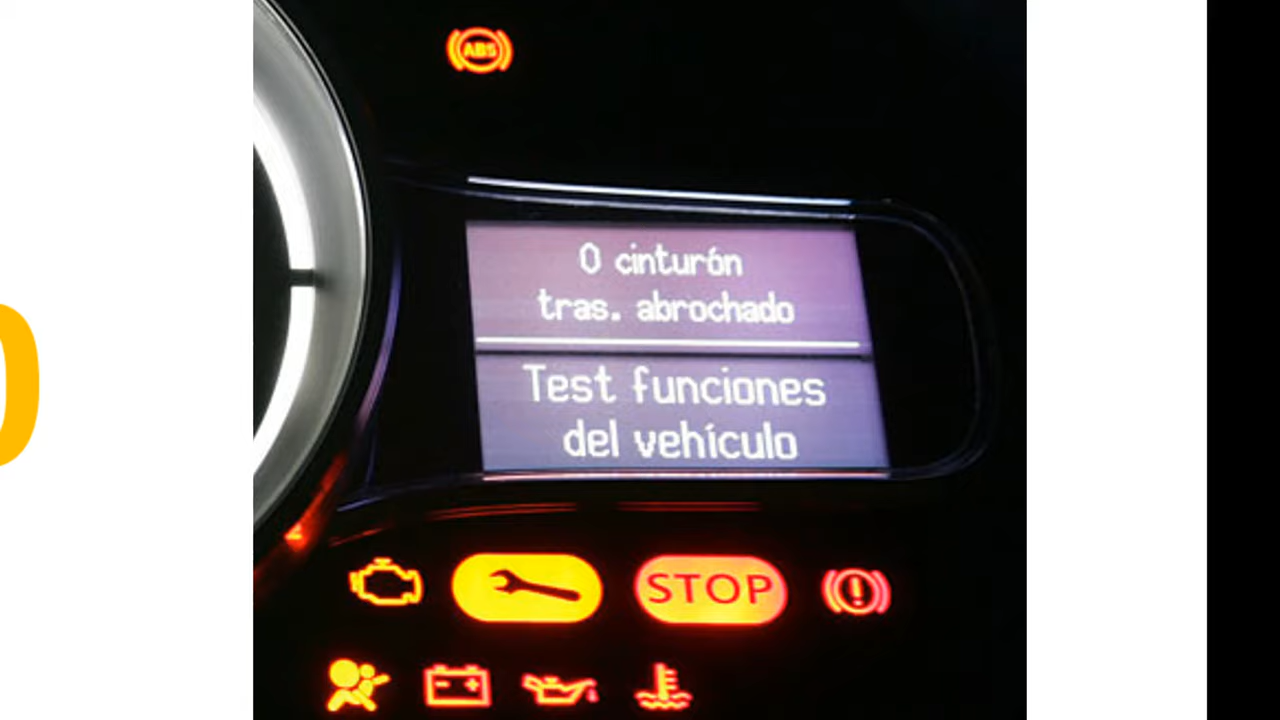 ABS
0 cinturón
tras. abrochado
Test funciones
del vehículo
STOP